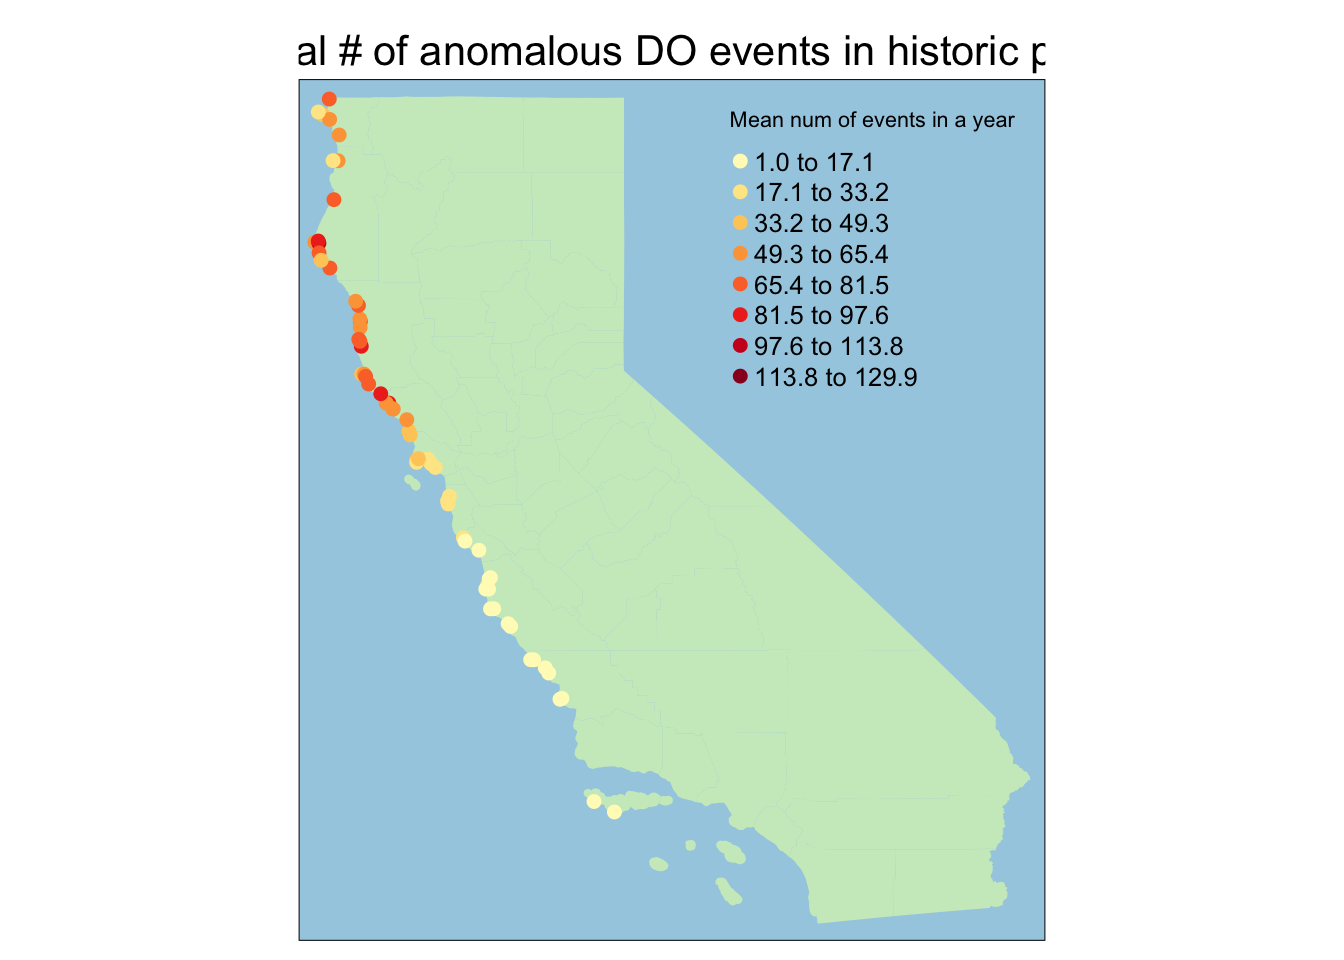 al # of anomalous DO events in historic p
Mean num of events in a year
1.0 to 17.1
17.1 to 33.2
33.2 to 49.3
49.3 to 65.4
65.4 to 81.5
81.5 to 97.6
97.6 to 113.8
113.8 to 129.9